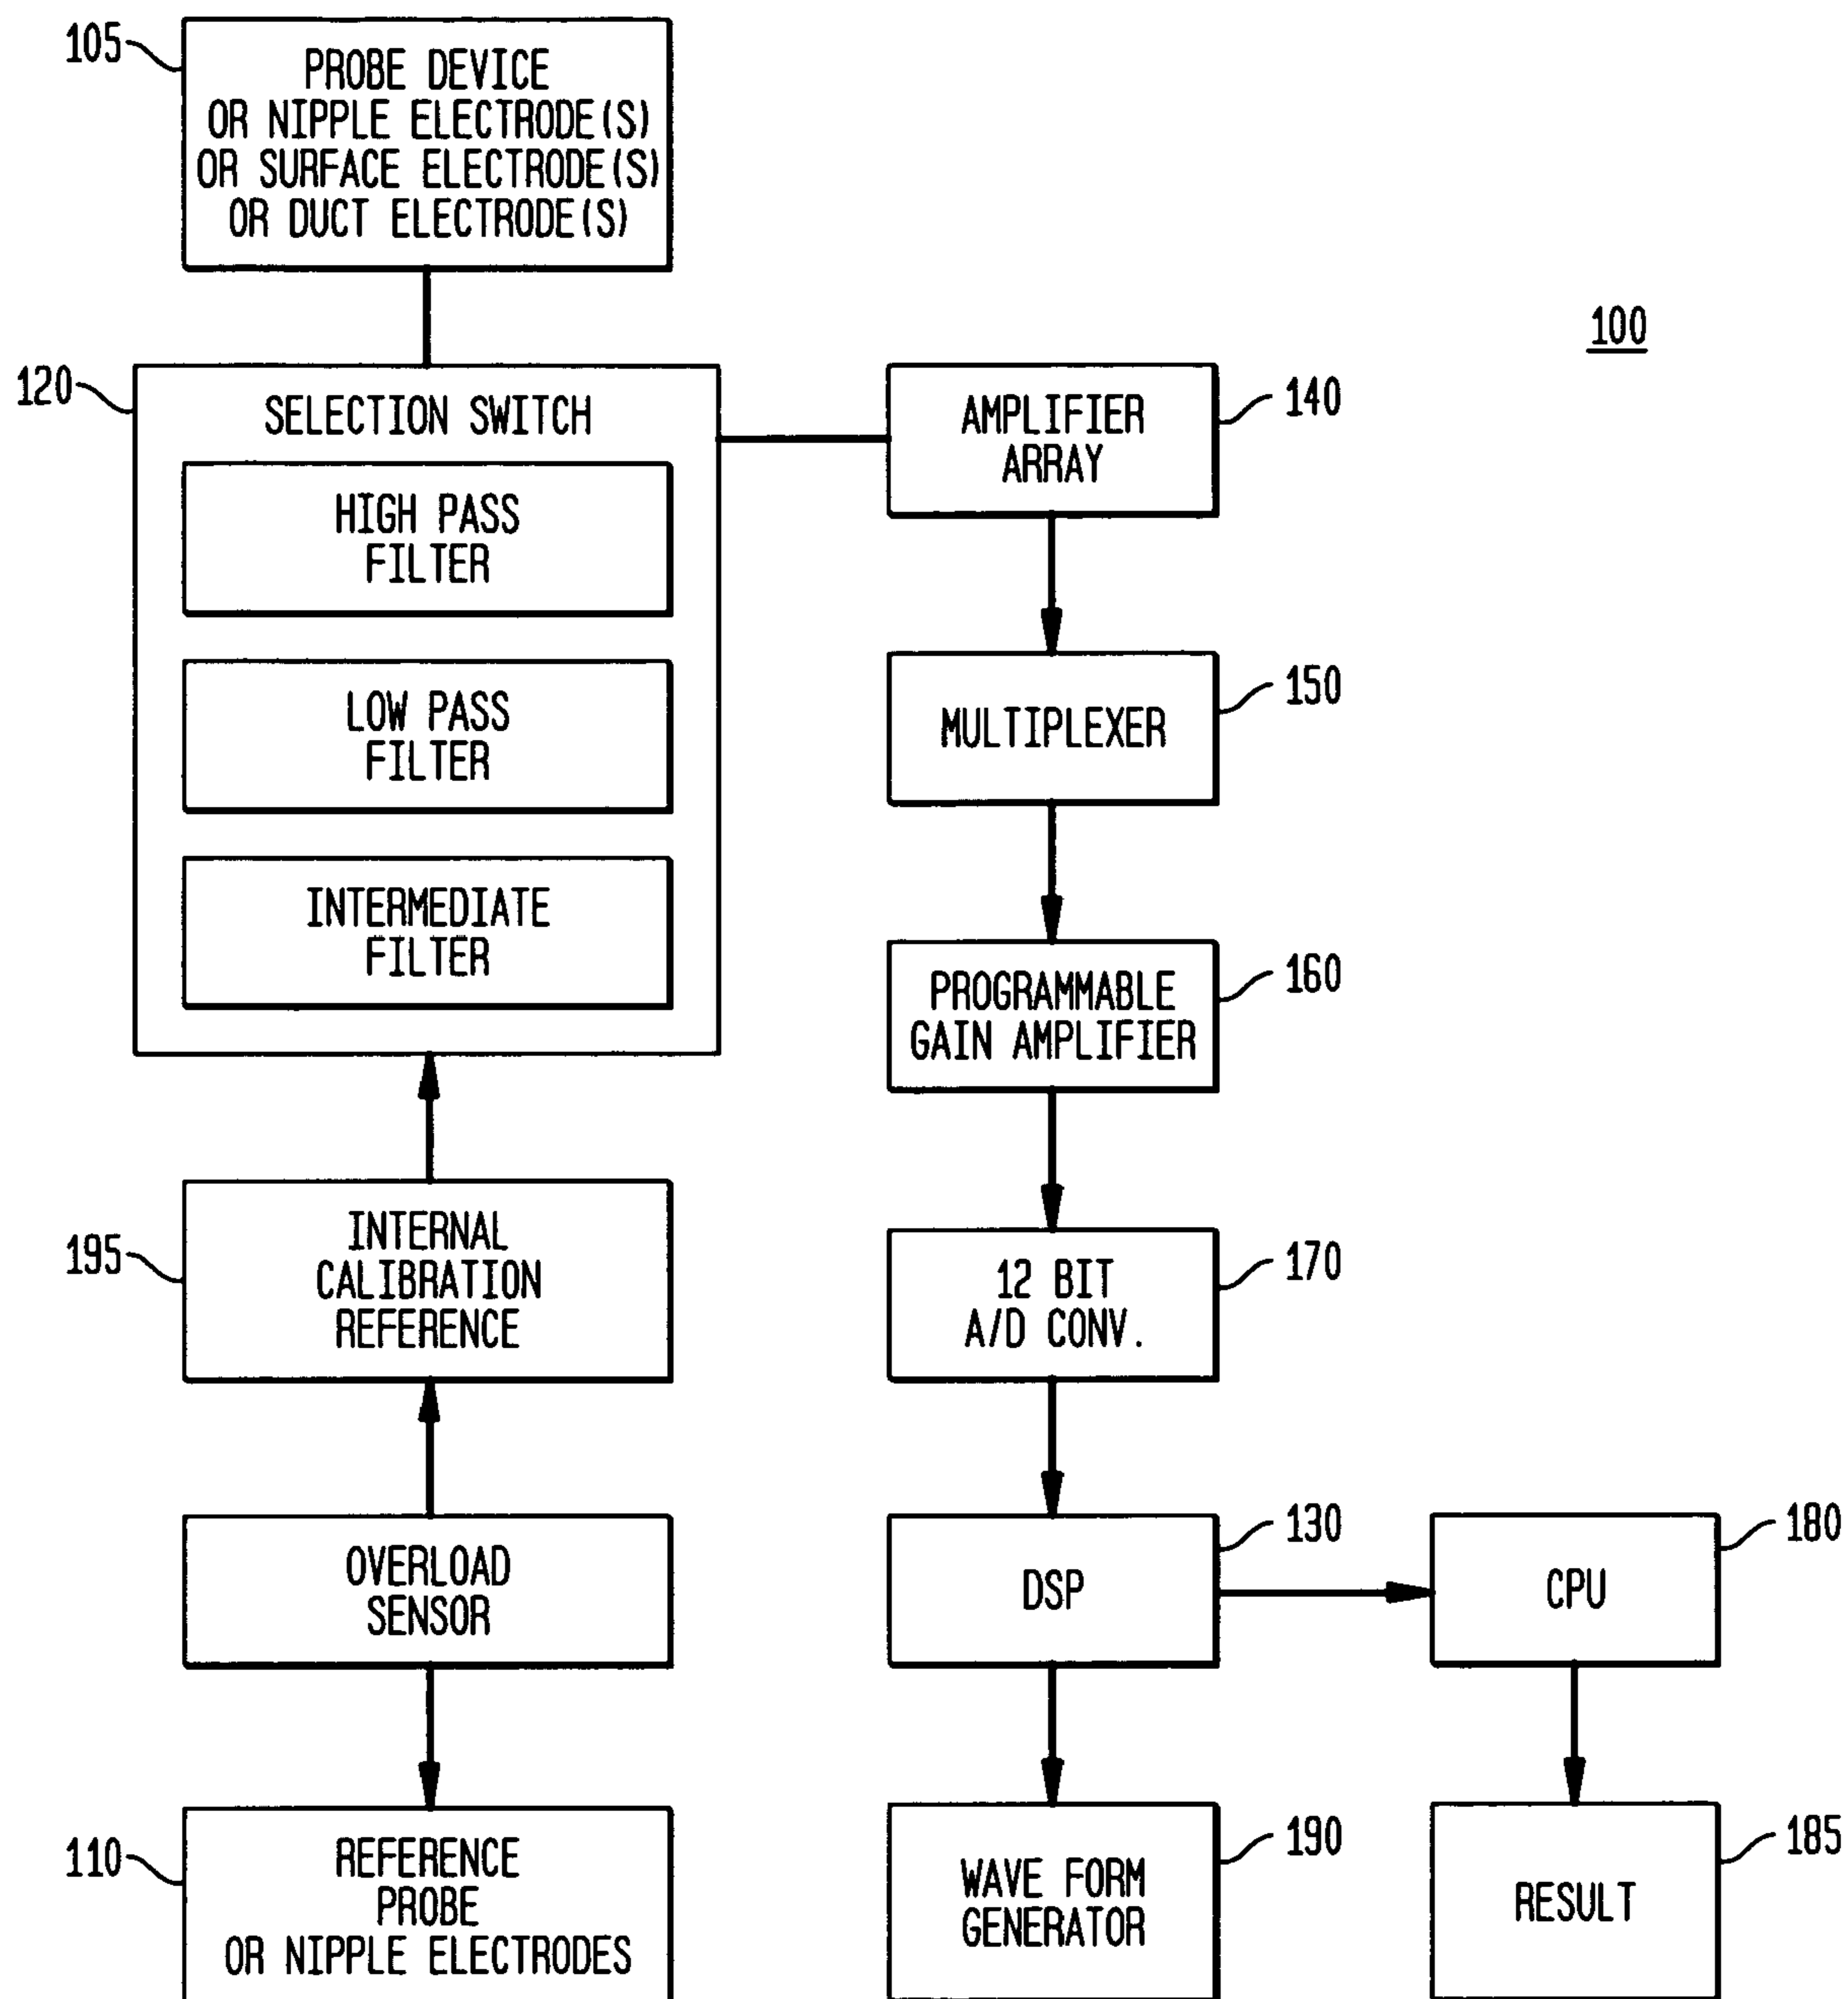 105
PROBE DEVICE
OR NIPPLE ELECTRODE(S)
OR SURFACE ELECTRODE(S)
OR DUCT ELECTRODE(S)
100
120
SELECTION SWITCH
HIGH PASS
FILTER
LOW PASS
FILTER
INTERMEDIATE
FILTER
AMPLIFIER
ARRAY
140
MULTIPLEXER
150
PROGRAMMABLE
GAIN AMPLIFIER
160
195
INTERNAL
CALIBRATION
REFERENCE
12 BIT
A/D CONV.
170
OVERLOAD
SENSOR
DSP
130
CPU
180
110
REFERENCE
PROBE
OR NIPPLE ELECTRODES
WAVE FORM
GENERATOR
190
RESULT
185